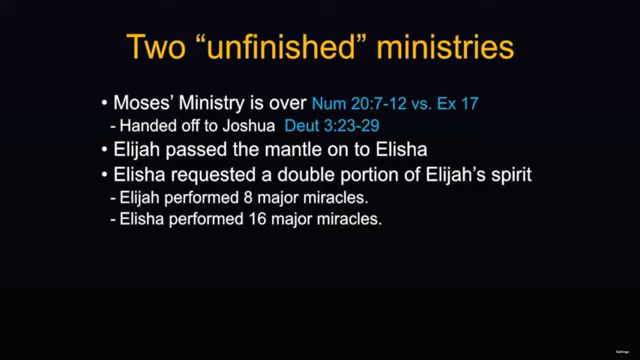 Two “unfinished” ministries
• Moses’ Ministry is over Num 20:7-12 vs. Ex 17
- Handed off to Joshua Deut 3:23-29
• Elijah passed the mantle on to Elisha
• Elisha requested a double portion of Elijah’s spirit
- Elijah performed 8 major miracles.
- Elisha performed 16 major miracles.
Settings